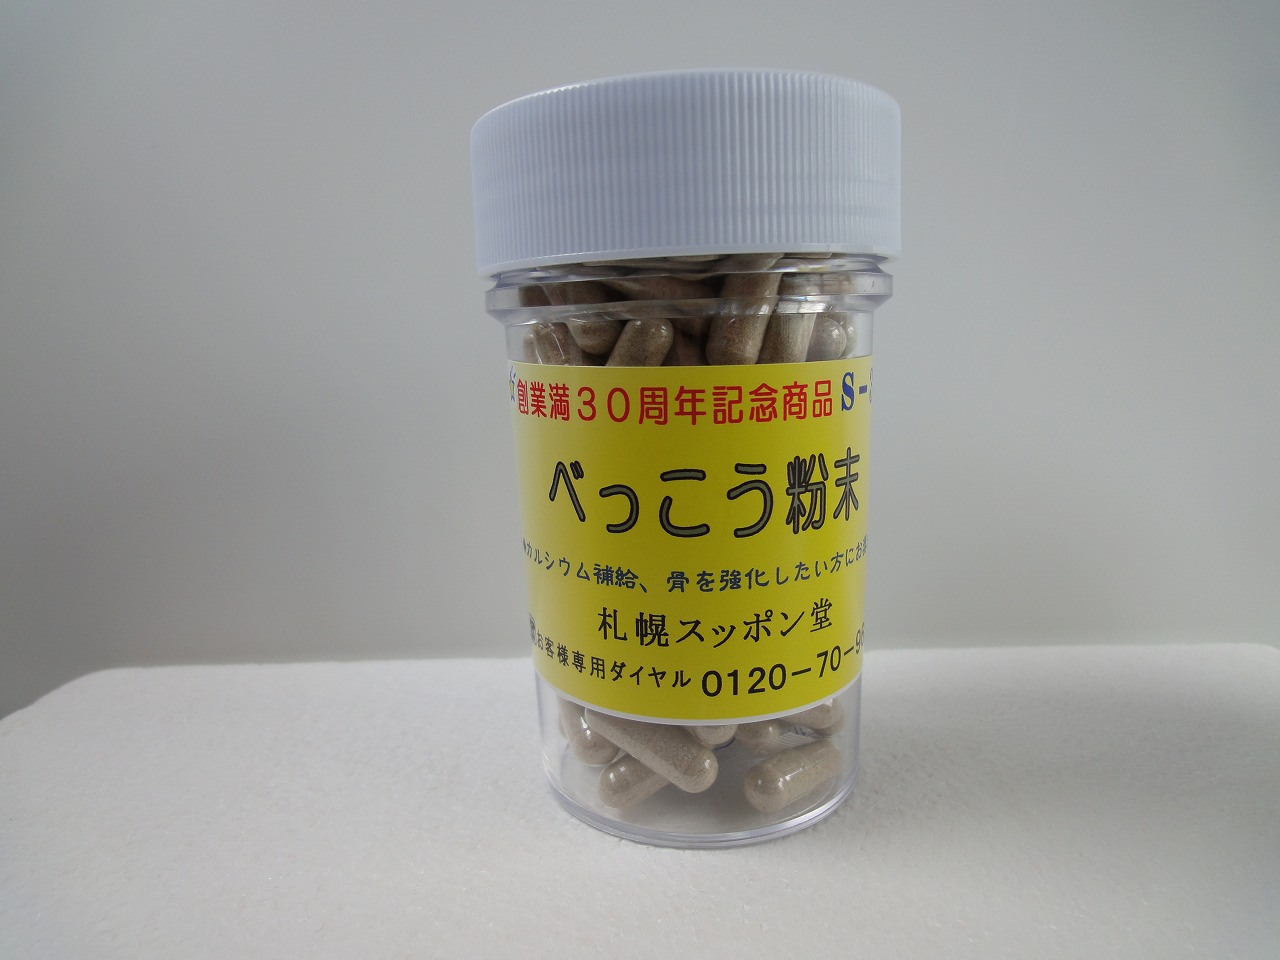 創業満30周年記念商品 S-
べっこう粉末
カルシウム補給、骨を強化したい方にお
札幌スッポン堂
お客様専用ダイヤル 0120-70-9